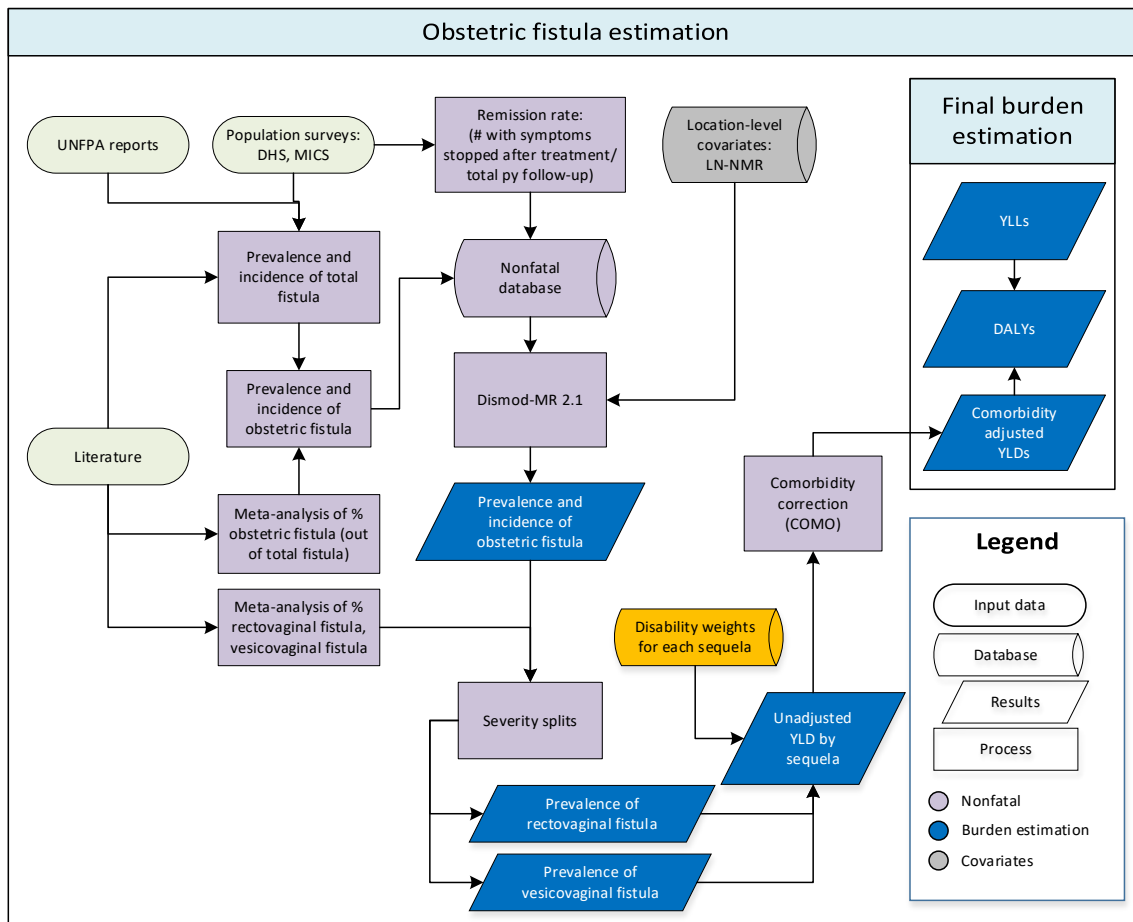 Obstetric fistula estimation
UNFPA reports
Population surveys:
DHS, MICS
Remission rate:
(# with symptoms
stopped after treatment/
total py follow-up)
Location-level
covariates:
LN-NMR
Final burden
estimation
YLLs
DALYs
Comorbidity
adjusted
YLDs
Prevalence and
incidence of total
fistula
Nonfatal
database
Prevalence and
incidence of
obstetric fistula
Dismod-MR 2.1
Literature
Meta-analysis of %
obstetric fistula (out
of total fistula)
Prevalence and
incidence of
obstetric fistula
Comorbidity
correction
(COMO)
Meta-analysis of %
rectovaginal fistula,
vesicovaginal fistula
Disability weights
for each sequela
Severity splits
Unadjusted
YLD by
sequela
Prevalence of
rectovaginal fistula
Prevalence of
vesicovaginal fistula
Legend
Input data
Database
Results
Process
Nonfatal
Burden estimation
Covariates